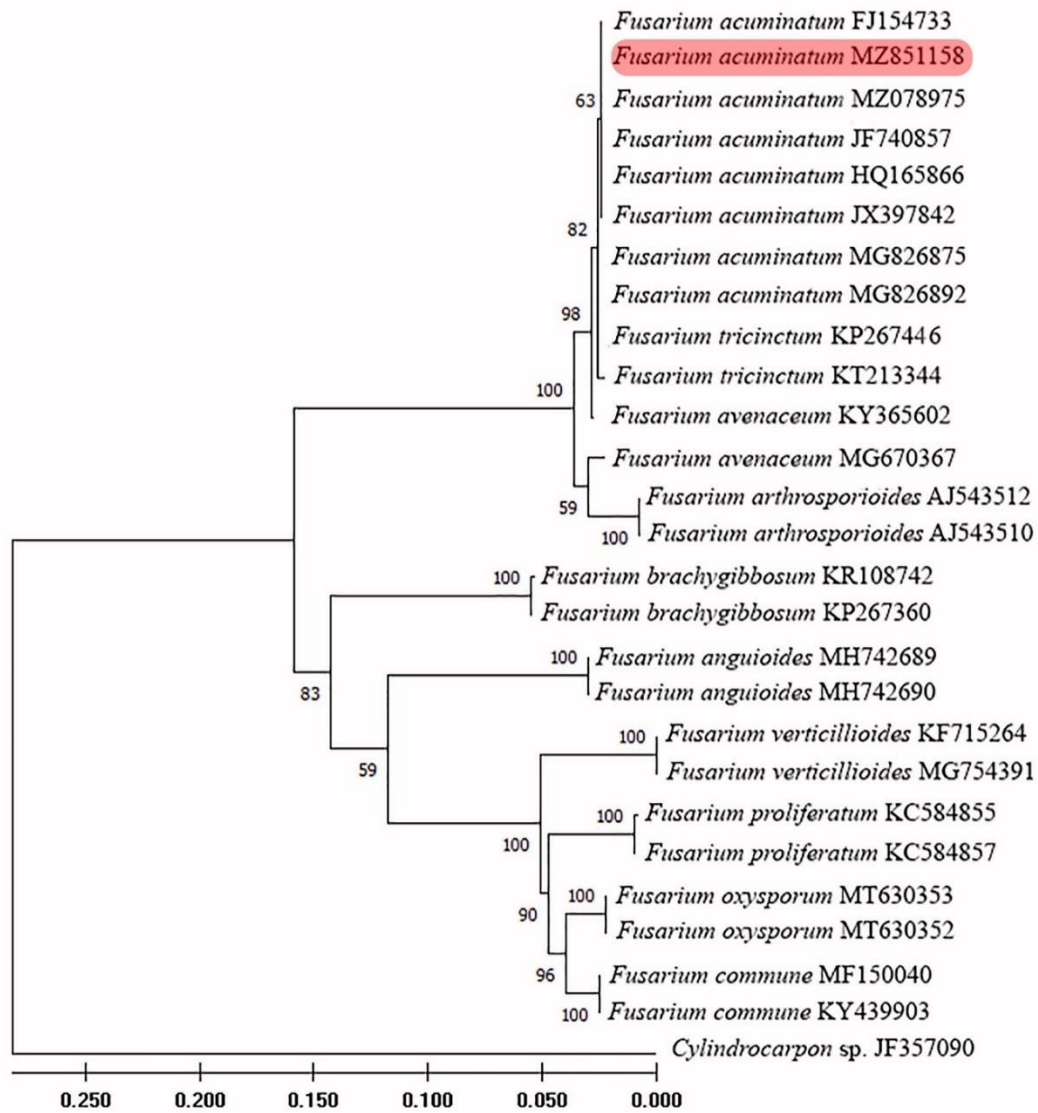 Fusarium acuminatum FJ154733
Fusarium acuminatum MZ851158
63
Fusarium acuminatum MZ078975
Fusarium acuminatum JF740857
Fusarium acuminatum HQ165866
Fusarium acuminatum JX397842
82
Fusarium acuminatum MG826875
Fusarium acuminatum MG826892
98
Fusarium tricinctum KP267446
Fusarium tricinctum KT213344
100
Fusarium avenaceum KY365602
Fusarium avenaceum MG670367
Fusarium arthrosporioides AJ543512
59
100
Fusarium arthrosporioides AJ543510
100
Fusarium brachygibbosum KR108742
Fusarium brachygibbosum KP267360
100
Fusarium anguioides MH742689
83
Fusarium anguioides MH742690
100
Fusarium verticillioides KF715264
59
Fusarium verticillioides MG754391
100
Fusarium proliferatum KC584855
100
Fusarium proliferatum KC584857
100
Fusarium oxysporum MT630353
90
Fusarium oxysporum MT630352
96
Fusarium commune MF150040
100
Fusarium commune KY439903
Cylindrocarpon sp. JF357090
0.250 0.200 0.150 0.100 0.050 0.000